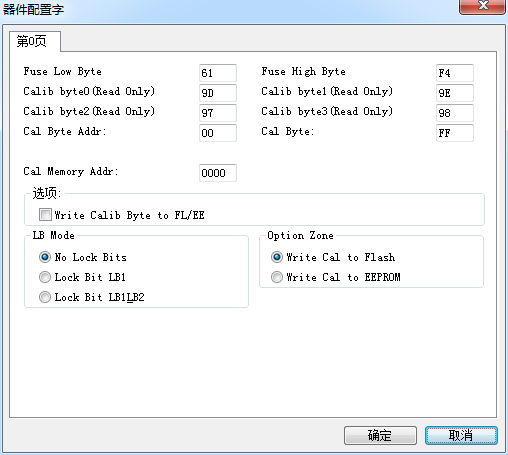 器件配置字
第0页
Fuse Low Byte 61 Fuse High Byte F4
Calib byte0(Read Only) 9D Calib byte1(Read Only) 9E
Calib byte2(Read Only) 97 Calib byte3(Read Only) 98
Cal Byte Addr: 00 Cal Byte: FF
Cal Memory Addr: 0000
选项:
Write Calib Byte to FL/EE
LB Mode Option Zone
No Lock Bits Write Cal to Flash
Lock Bit LB1 Write Cal to EEPROM
Lock Bit LB1LB2
确定 取消